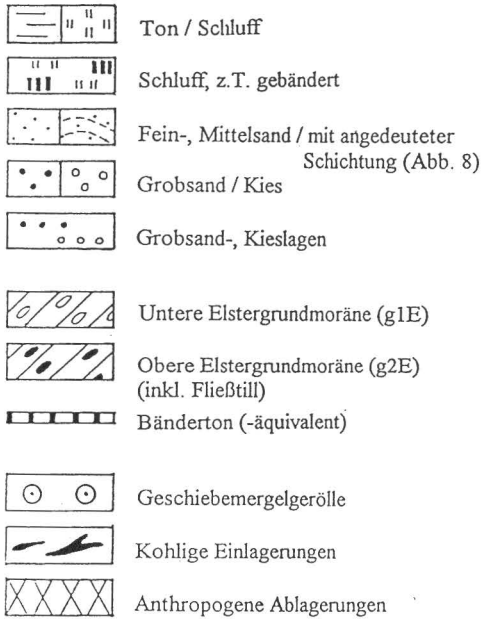 Ton / Schluff
Schluff, z.T. gebändert
Fein-, Mittelsand / mit angedeuteter
Schichtung (Abb. 8)
Grobsand / Kies
Grobsand-, Kieslagen
Untere Elstergrundmoräne (g1E)
Obere Elstergrundmoräne (g2E)
(inkl. Fließtill)
Bänderton (-äquivalent)
Geschiebemergelgerölle
Kohlige Einlagerungen
Anthropogene Ablagerungen